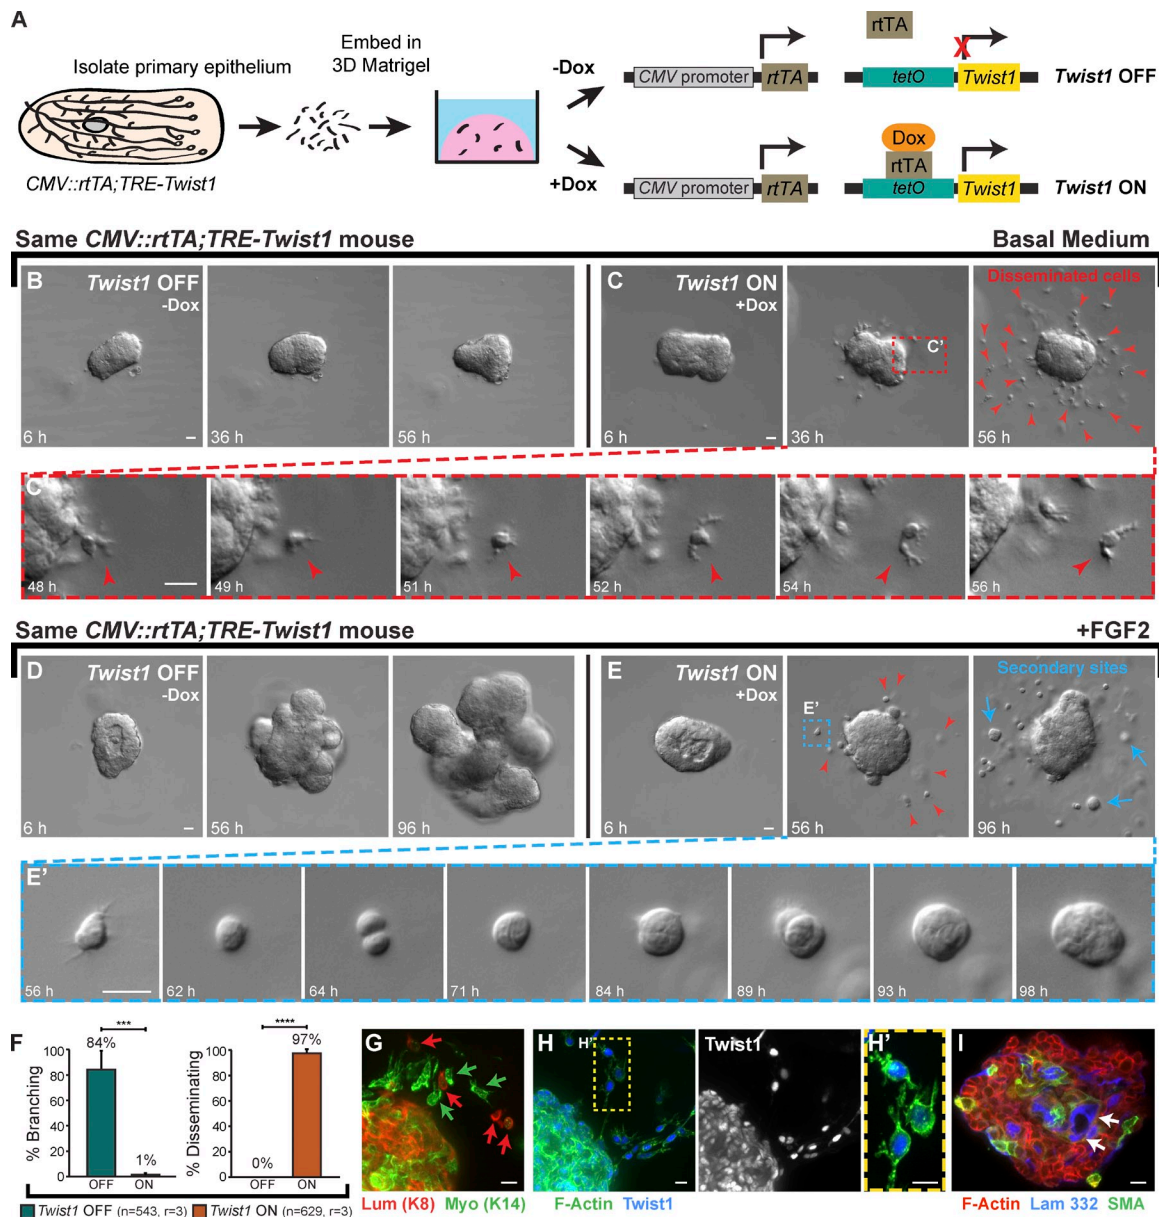 A
Isolate primary epithelium
Embed in
3D Matrigel
CMV::rtTA;TRE-Twist1
-Dox
+Dox
CMV promoter
rtTA
rtTA
tetO
X
Twist1
Twist1 OFF
CMV promoter
rtTA
Dox
rtTA
tetO
Twist1
Twist1 ON
Same CMV::rtTA;TRE-Twist1 mouse
Basal Medium
B
Twist1 OFF
-Dox
6 h
36 h
56 h
C
Twist1 ON
+Dox
6 h
C'
36 h
Disseminated cells
56 h
C'
48 h
49 h
51 h
52 h
54 h
56 h
Same CMV::rtTA;TRE-Twist1 mouse
+FGF2
D
Twist1 OFF
-Dox
6 h
56 h
96 h
E
Twist1 ON
+Dox
6 h
E'
56 h
Secondary sites
96 h
E'
56 h
62 h
64 h
71 h
84 h
89 h
93 h
98 h
F
% Branching
100
80
60
40
20
0
84%
***
1%
OFF
ON
% Disseminating
100
80
60
40
20
0
****
97%
0%
OFF
ON
Twist1 OFF (n=543, r=3)
Twist1 ON (n=629, r=3)
G
Lum (K8) Myo (K14)
H
H'
F-Actin Twist1
Twist1
H'
I
F-Actin Lam 332 SMA